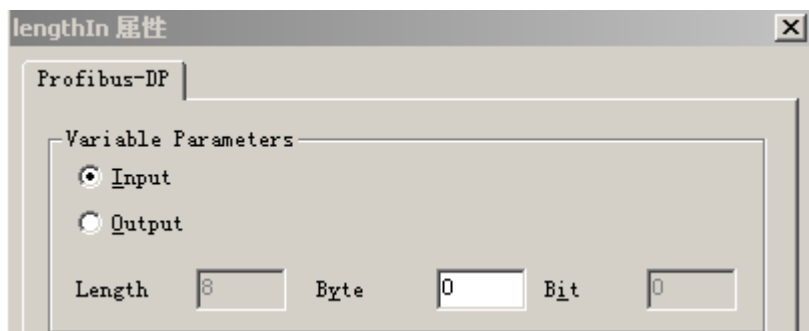 lengthIn 属性
Profibus-DP
Variable Parameters
Input
Output
Length 8 Byte 0 Bit 0